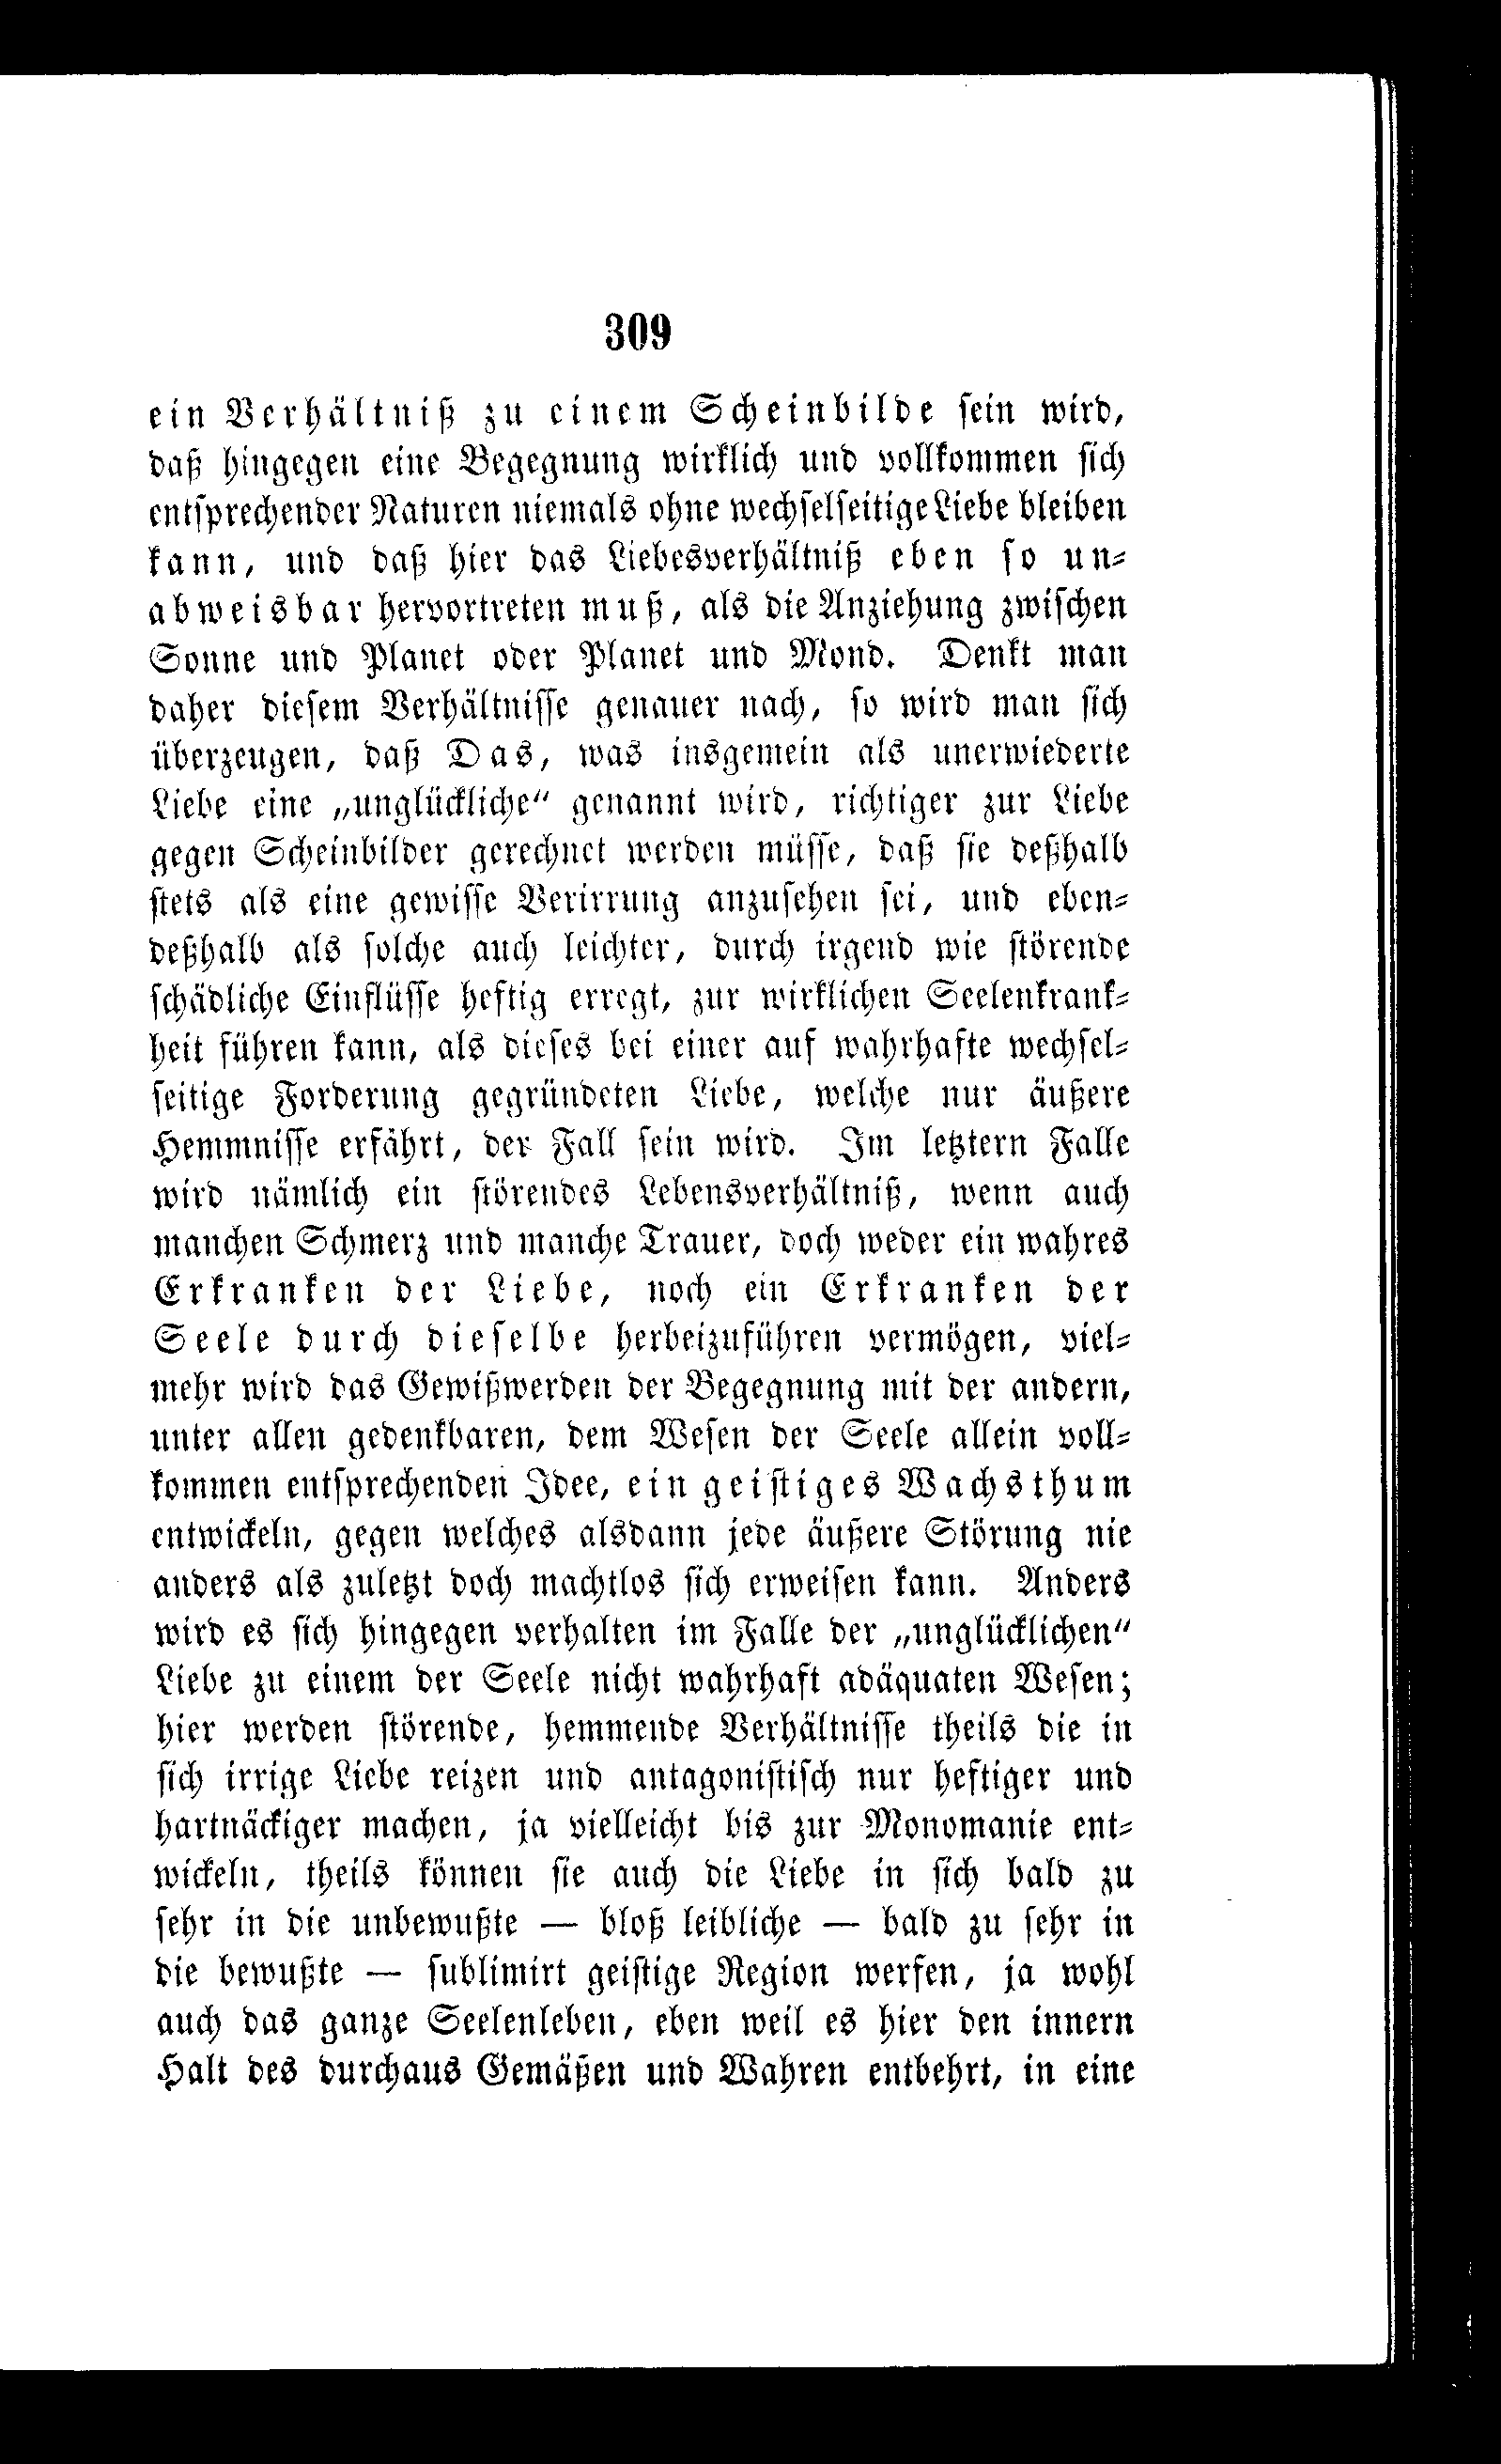 309
ein Verhältniß zu einem Scheinbilde sein wird,
daß hingegen eine Begegnung wirklich und vollkommen sich
entsprechender Naturen niemals ohne wechselseitige Liebe bleiben
kann, und daß hier das Liebesverhältniß eben so un-
abweisbar hervortreten muß, als die Anziehung zwischen
Sonne und Planet oder Planet und Mond. Denkt man
daher diesem Verhältnisse genauer nach, so wird man sich
überzeugen, daß Das, was insgemein als unerwiederte
Liebe eine „unglückliche“ genannt wird, richtiger zur Liebe
gegen Scheinbilder gerechnet werden müsse, daß sie deßhalb
stets als eine gewisse Verirrung anzusehen sei, und eben-
deßhalb als solche auch leichter, durch irgend wie störende
schädliche Einflüsse heftig erregt, zur wirklichen Seelenkrank-
heit führen kann, als dieses bei einer auf wahrhafte wechsel-
seitige Forderung gegründeten Liebe, welche nur äußere
Hemmnisse erfährt, der Fall sein wird. Im letztern Falle
wird nämlich ein störendes Lebensverhältniß, wenn auch
manchen Schmerz und manche Trauer, doch weder ein wahres
Erkranken der Liebe, noch ein Erkranken der
Seele durch dieselbe herbeizuführen vermögen, viel-
mehr wird das Gewißwerden der Begegnung mit der andern,
unter allen gedenkbaren, dem Wesen der Seele allein voll-
kommen entsprechenden Idee, ein geistiges Wachsthum
entwickeln, gegen welches alsdann jede äußere Störung nie
anders als zuletzt doch machtlos sich erweisen kann. Anders
wird es sich hingegen verhalten im Falle der „unglücklichen“
Liebe zu einem der Seele nicht wahrhaft adäquaten Wesen;
hier werden störende, hemmende Verhältnisse theils die in
sich irrige Liebe reizen und antagonistisch nur heftiger und
hartnäckiger machen, ja vielleicht bis zur Monomanie ent-
wickeln, theils können sie auch die Liebe in sich bald zu
sehr in die unbewußte — bloß leibliche — bald zu sehr in
die bewußte — sublimirt geistige Region werfen, ja wohl
auch das ganze Seelenleben, eben weil es hier den innern
Halt des durchaus Gemäßen und Wahren entbehrt, in eine